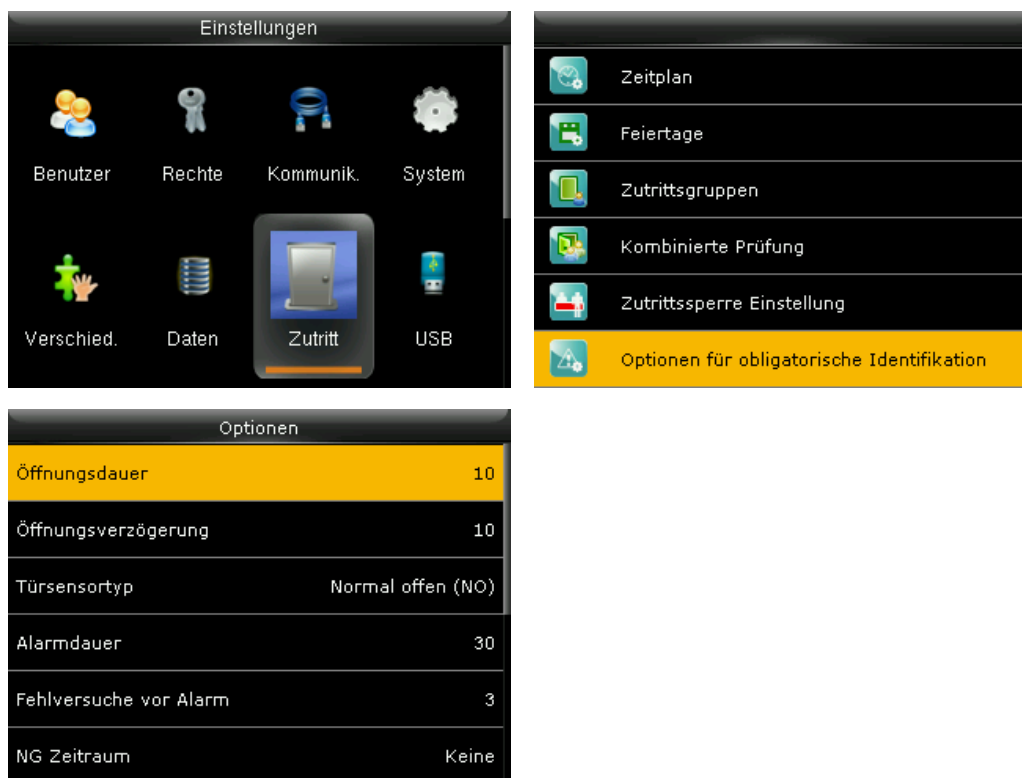 Einstellungen
Benutzer Rechte Kommunik. System
Verschied. Daten Zutritt USB
Zeitplan
Feiertage
Zutrittsgruppen
Kombinierte Prüfung
Zutrittssperre Einstellung
Optionen für obligatorische Identifikation
Optionen
Öffnungsdauer 10
Öffnungsverzögerung 10
Türsensortyp Normal offen (NO)
Alarmdauer 30
Fehlversuche vor Alarm 3
NG Zeitraum Keine